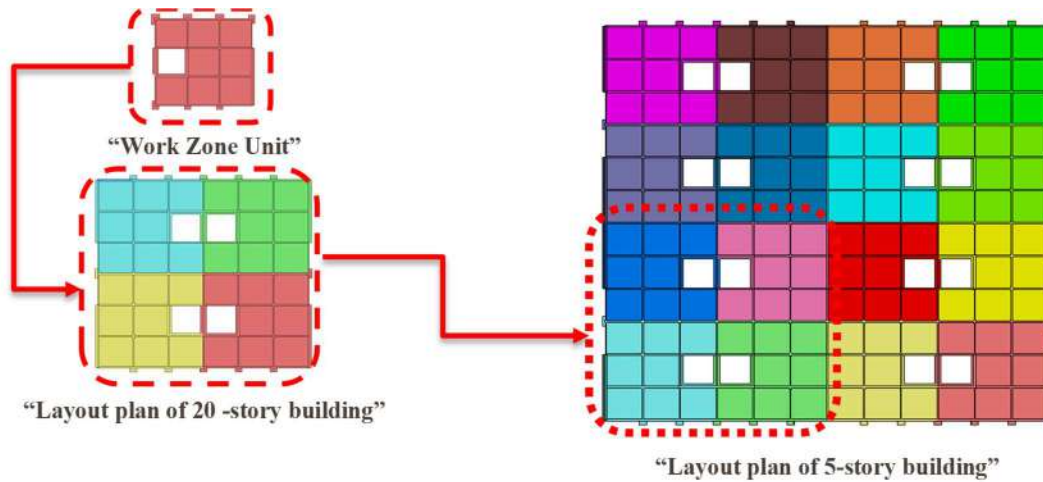 “Work Zone Unit”
“Layout plan of 20 -story building”
“Layout plan of 5-story building”